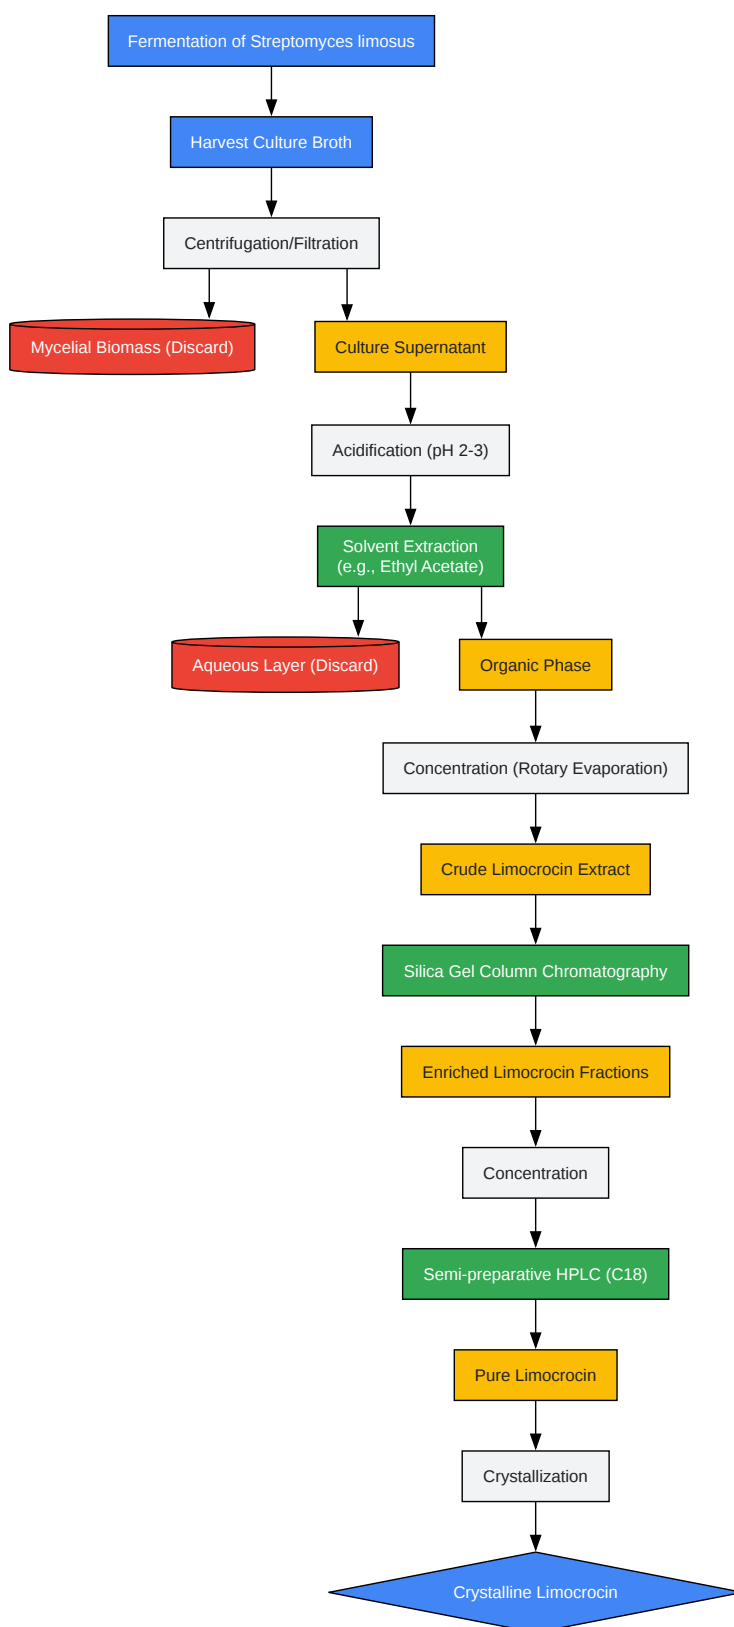 Fermentation of Streptomyces limosus
Harvest Culture Broth
Centrifugation/Filtration
Mycelial Biomass (Discard)
Culture Supernatant
Acidification (pH 2-3)
Solvent Extraction
(e.g., Ethyl Acetate)
Aqueous Layer (Discard)
Organic Phase
Concentration (Rotary Evaporation)
Crude Limocrocin Extract
Silica Gel Column Chromatography
Enriched Limocrocin Fractions
Concentration
Semi-preparative HPLC (C18)
Pure Limocrocin
Crystallization
Crystalline Limocrocin